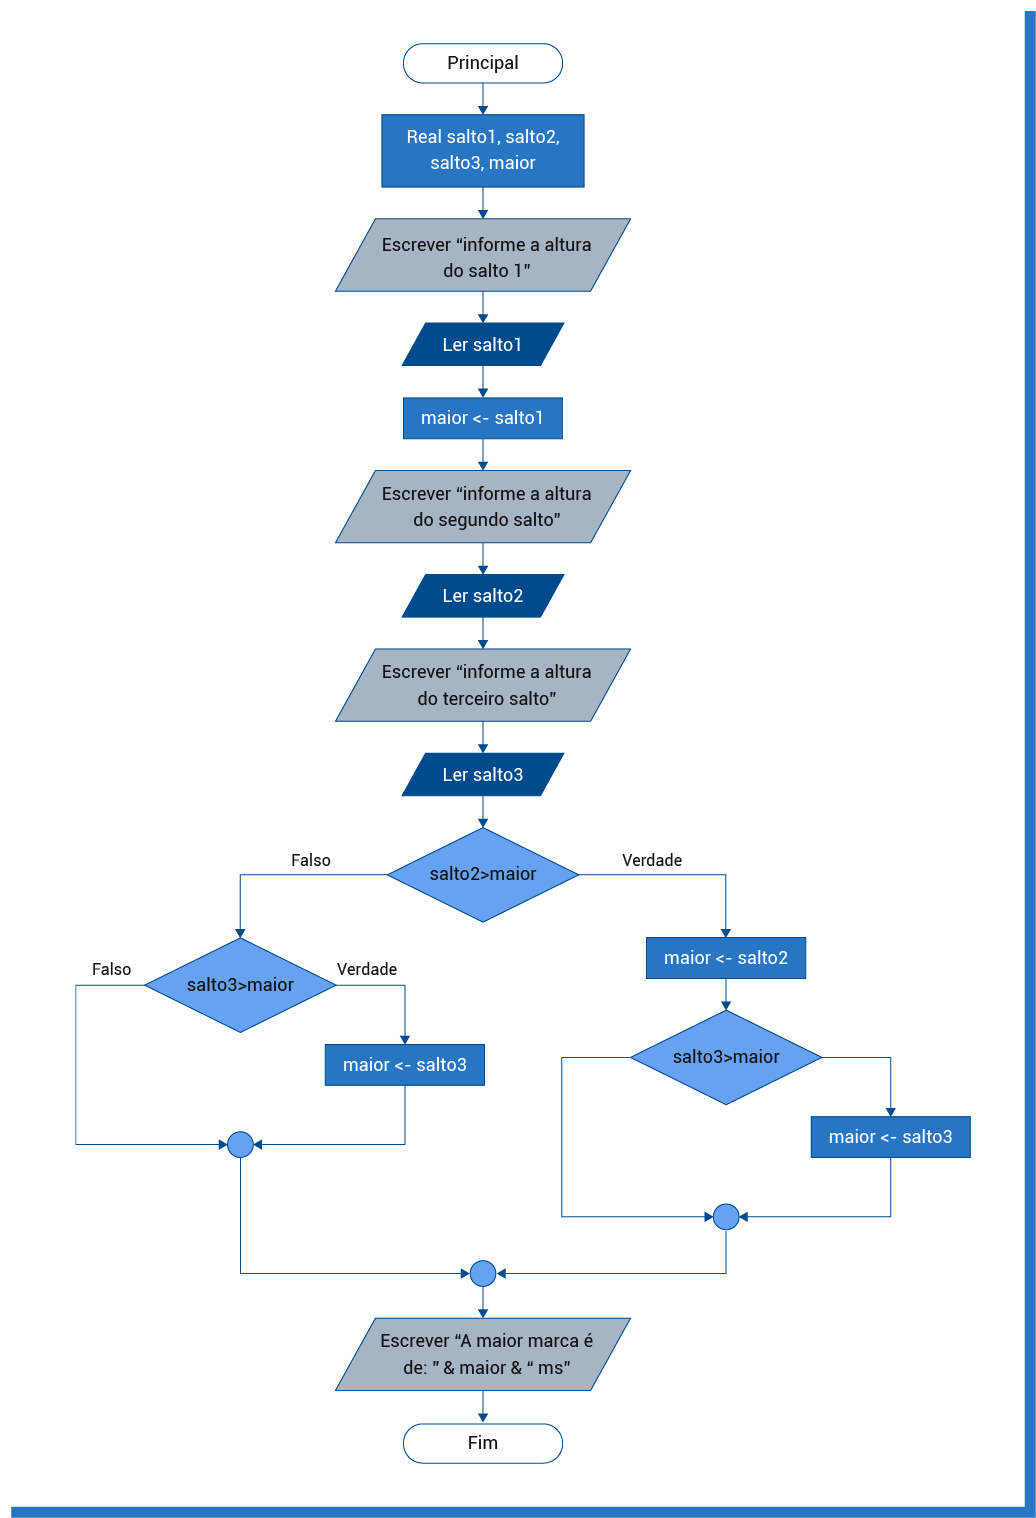 Principal
Real salto1, salto2,
salto3, maior
Escrever “informe a altura
do salto 1”
Ler salto1
maior <- salto1
Escrever “informe a altura
do segundo salto”
Ler salto2
Escrever “informe a altura
do terceiro salto”
Ler salto3
salto2>maior
Falso
Verdade
salto3>maior
Falso
Verdade
maior <- salto3
maior <- salto2
salto3>maior
maior <- salto3
Escrever “A maior marca é
de: ” & maior & “ ms”
Fim